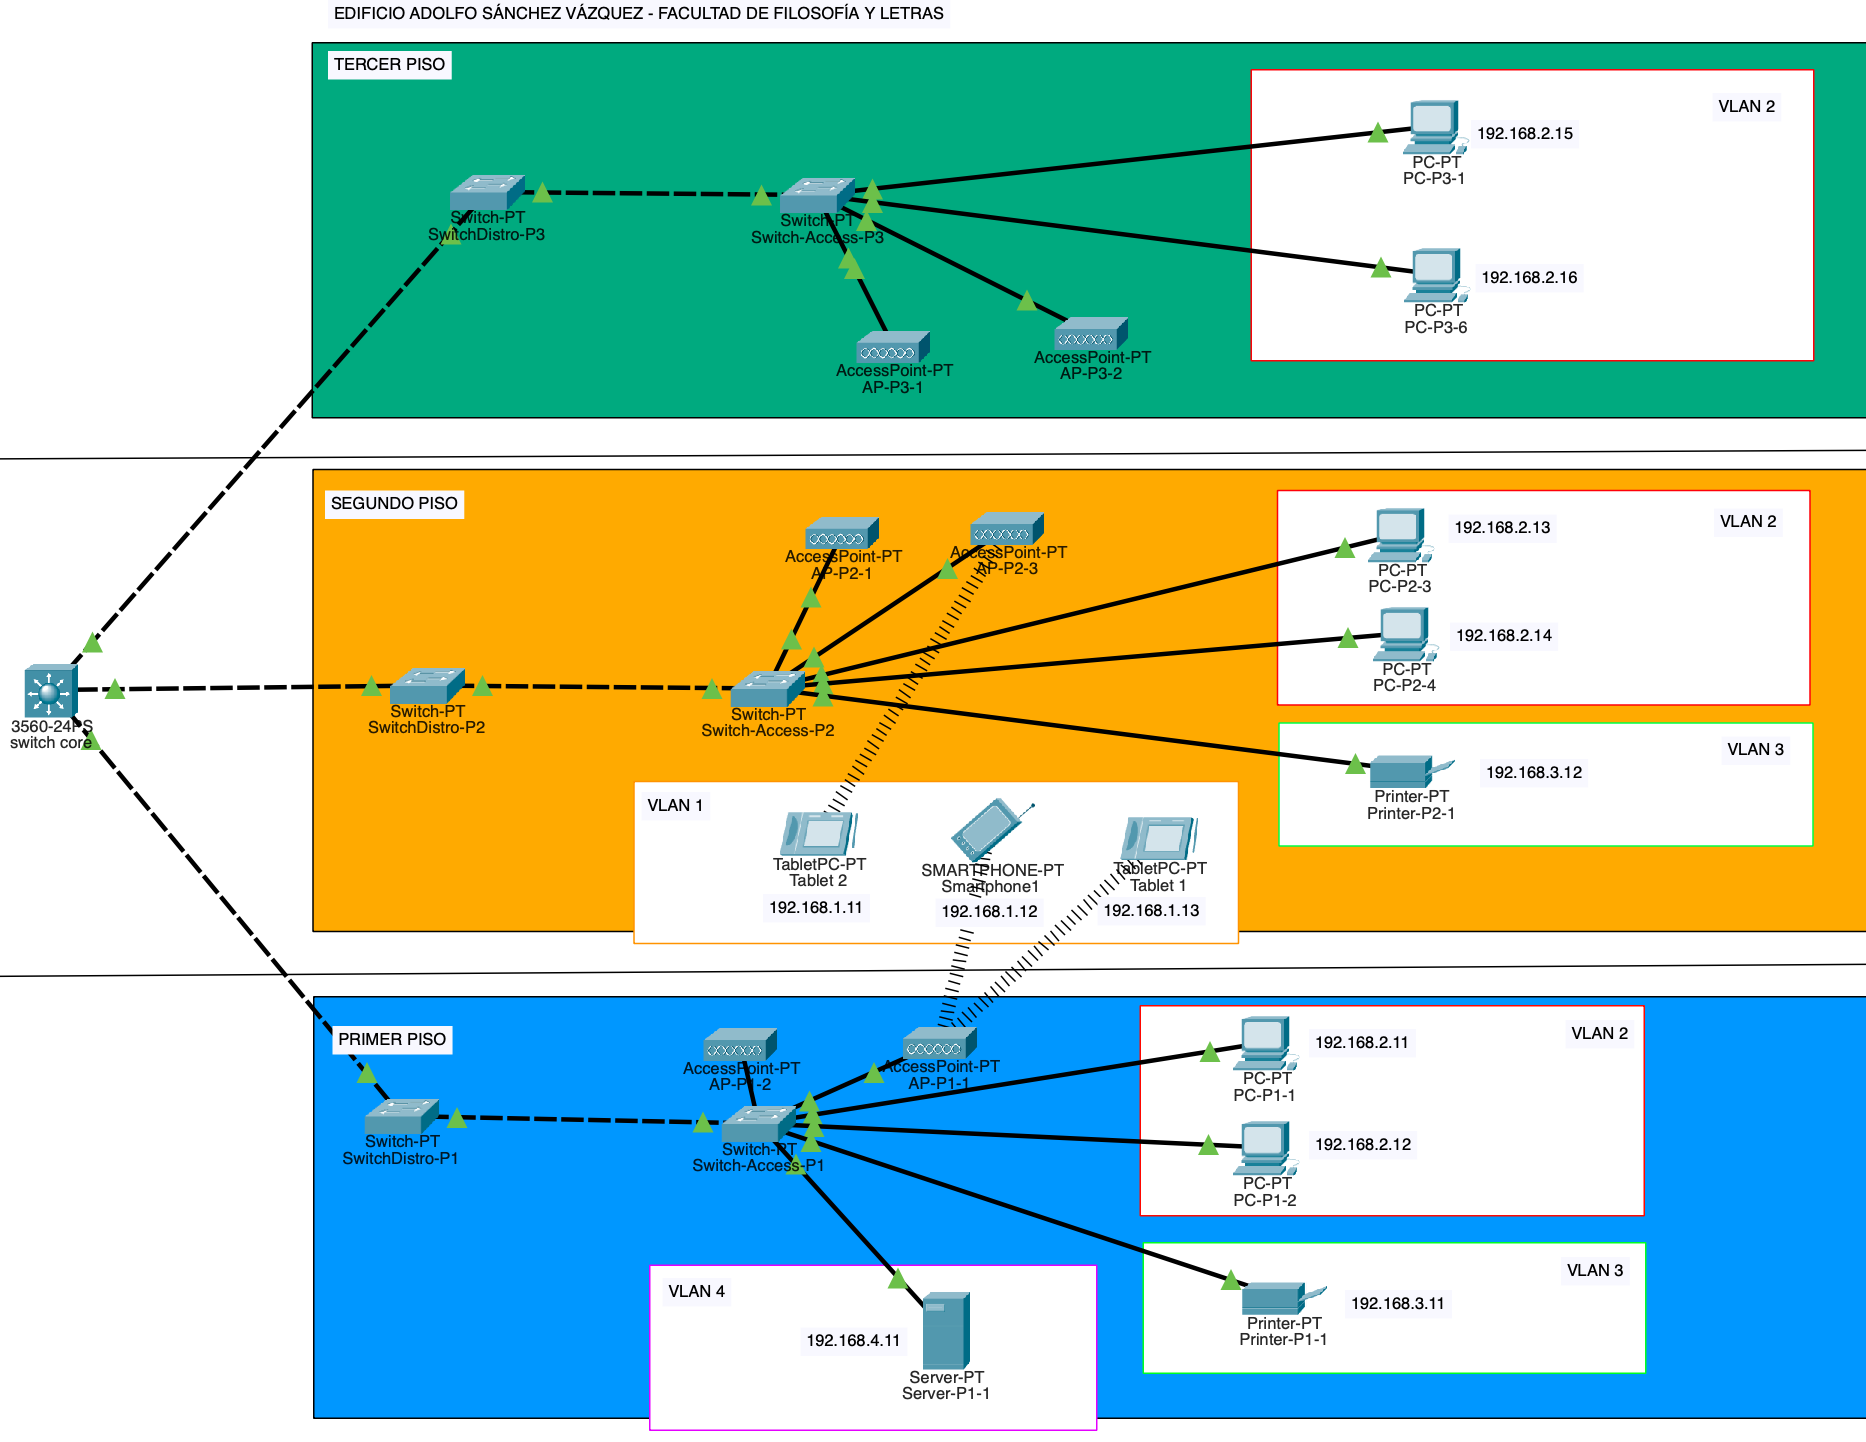 EDIFICIO ADOLFO SÁNCHEZ VÁZQUEZ - FACULTAD DE FILOSOFÍA Y LETRAS
TERCER PISO
VLAN 2
192.168.2.15
PC-PT
PC-P3-1
Switch-PT
SwitchDistro-P3
Switch-PT
Switch-Access-P3
192.168.2.16
PC-PT
PC-P3-6
AccessPoint-PT
AP-P3-1
AccessPoint-PT
AP-P3-2
SEGUNDO PISO
VLAN 2
192.168.2.13
PC-PT
PC-P2-3
AccessPoint-PT
AP-P2-1
AccessPoint-PT
AP-P2-3
192.168.2.14
PC-PT
PC-P2-4
3560-24PS
switch core
Switch-PT
SwitchDistro-P2
Switch-PT
Switch-Access-P2
VLAN 3
192.168.3.12
Printer-PT
Printer-P2-1
VLAN 1
TabletPC-PT
Tablet 2
192.168.1.11
SMARTPHONE-PT
Smartphone1
192.168.1.12
TabletPC-PT
Tablet 1
192.168.1.13
PRIMER PISO
VLAN 2
192.168.2.11
PC-PT
PC-P1-1
AccessPoint-PT
AP-P1-2
AccessPoint-PT
AP-P1-1
Switch-PT
SwitchDistro-P1
Switch-PT
Switch-Access-P1
192.168.2.12
PC-PT
PC-P1-2
VLAN 3
192.168.3.11
Printer-PT
Printer-P1-1
VLAN 4
192.168.4.11
Server-PT
Server-P1-1